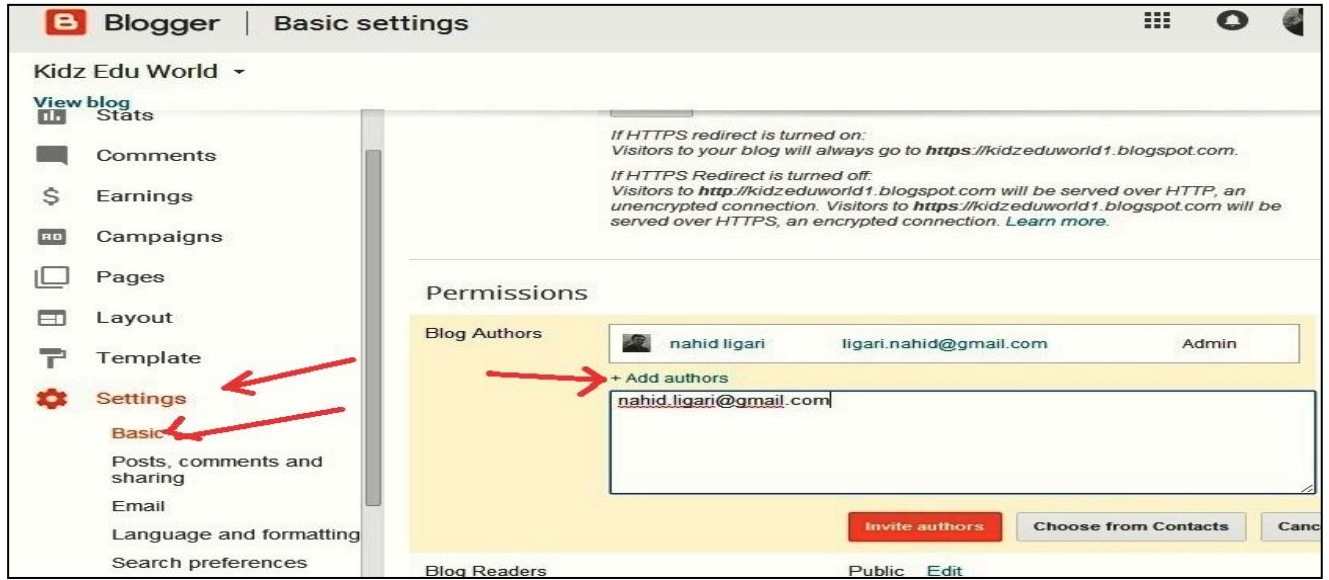 Blogger | Basic settings
Kidz Edu World
View blog
Stats
Comments
$ Earnings
AD Campaigns
Pages
Layout
Template
Settings
Basic
Posts, comments and
sharing
Email
Language and formatting
Search preferences
If HTTPS redirect is turned on:
Visitors to your blog will always go to https://kidzeduworld1.blogspot.com.
If HTTPS Redirect is turned off:
Visitors to http://kidzeduworld1.blogspot.com will be served over HTTP, an
unencrypted connection. Visitors to https://kidzeduworld1.blogspot.com will be
served over HTTPS, an encrypted connection. Learn more.
Permissions
Blog Authors
nahid ligari ligari.nahid@gmail.com Admin
+ Add authors
nahid.ligari@gmail.com
Invite authors Choose from Contacts Canc
Blog Readers Public Edit